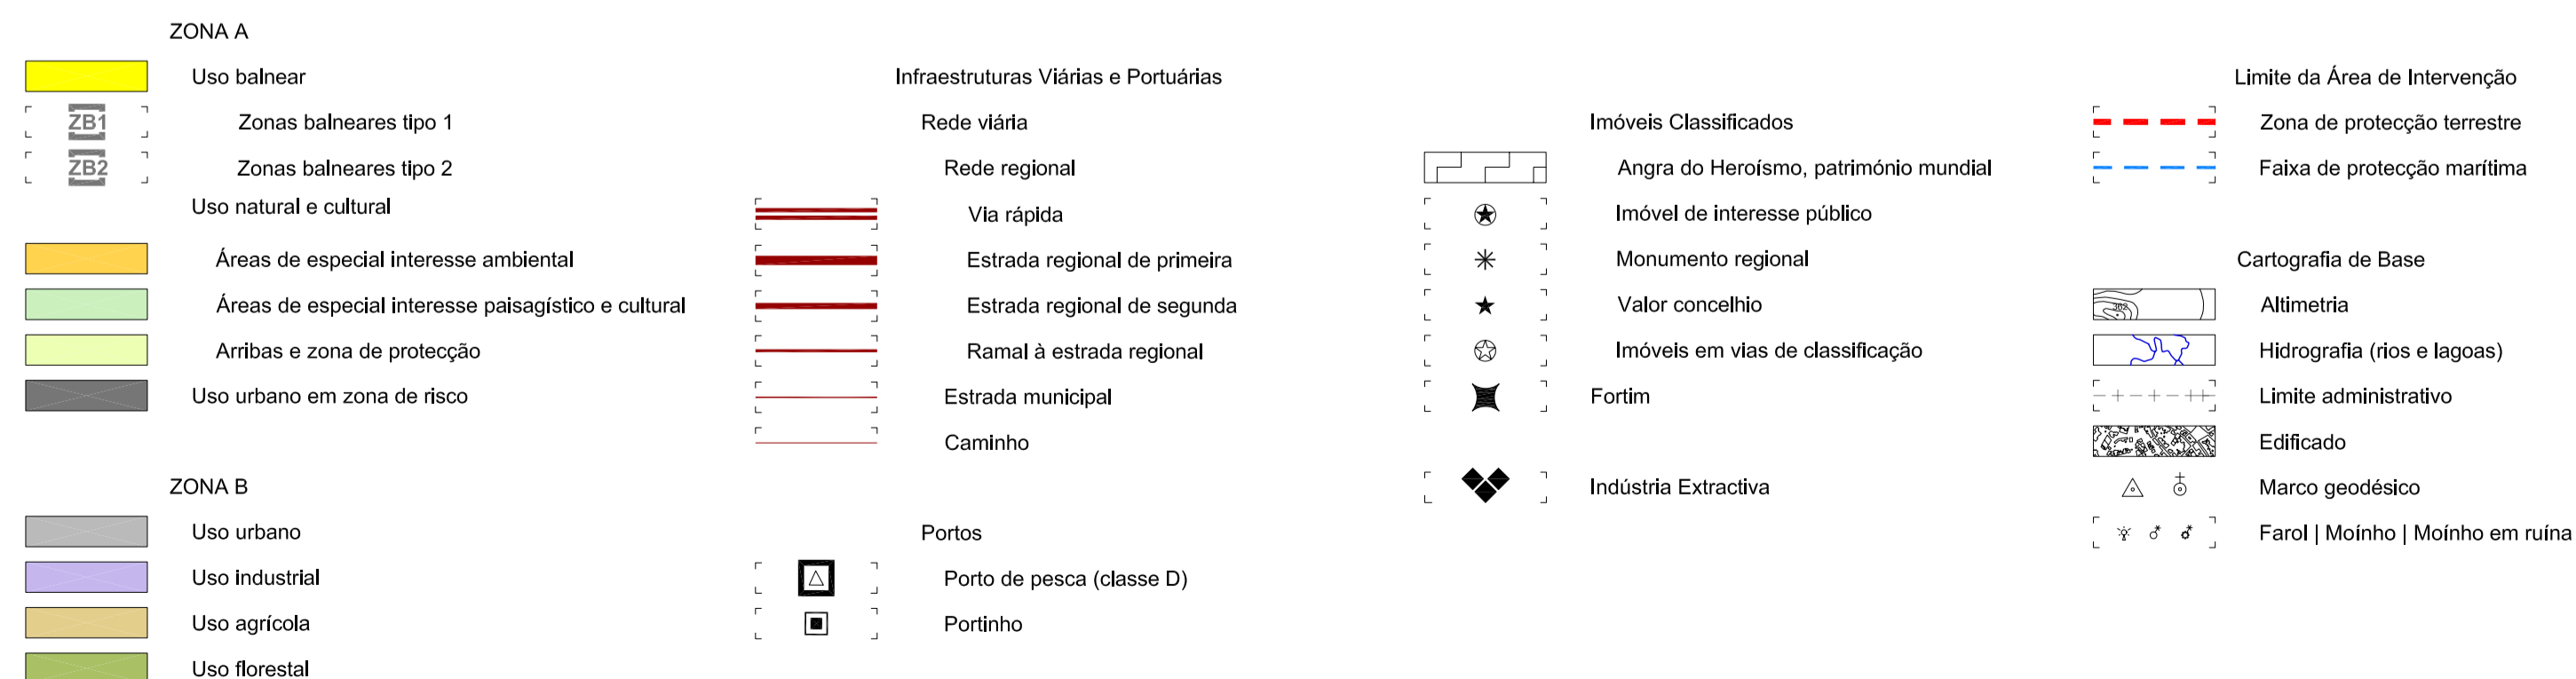 ZONA A
Uso balnear
ZB1
Zonas balneares tipo 1
ZB2
Zonas balneares tipo 2
Uso natural e cultural
Áreas de especial interesse ambiental
Áreas de especial interesse paisagístico e cultural
Arribas e zona de protecção
Uso urbano em zona de risco
ZONA B
Uso urbano
Uso industrial
Uso agrícola
Uso florestal
Infraestruturas Viárias e Portuárias
Rede viária
Rede regional
Via rápida
Estrada regional de primeira
Estrada regional de segunda
Ramal à estrada regional
Estrada municipal
Caminho
Portos
Porto de pesca (classe D)
Portinho
Imóveis Classificados
Angra do Heroísmo, património mundial
Imóvel de interesse público
Monumento regional
Valor concelhio
Imóveis em vias de classificação
Fortim
Indústria Extractiva
Limite da Área de Intervenção
Zona de protecção terrestre
Faixa de protecção marítima
Cartografia de Base
362
Altimetria
Hidrografia (rios e lagoas)
Limite administrativo
Edificado
Marco geodésico
Farol | Moínho | Moínho em ruína